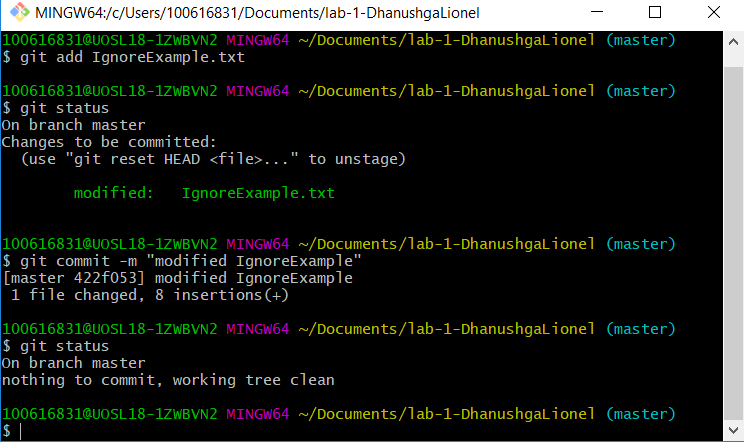 MINGW64:/c/Users/100616831/Documents/lab-1-DhanushgaLionel
100616831@UOSL18-1ZWBVN2 MINGW64 ~/Documents/lab-1-DhanushgaLionel (master)
$ git add IgnoreExample.txt
100616831@UOSL18-1ZWBVN2 MINGW64 ~/Documents/lab-1-DhanushgaLionel (master)
$ git status
On branch master
Changes to be committed:
  (use "git reset HEAD <file>..." to unstage)
        modified:   IgnoreExample.txt
100616831@UOSL18-1ZWBVN2 MINGW64 ~/Documents/lab-1-DhanushgaLionel (master)
$ git commit -m "modified IgnoreExample"
[master 422f053] modified IgnoreExample
 1 file changed, 8 insertions(+)
100616831@UOSL18-1ZWBVN2 MINGW64 ~/Documents/lab-1-DhanushgaLionel (master)
$ git status
On branch master
nothing to commit, working tree clean
100616831@UOSL18-1ZWBVN2 MINGW64 ~/Documents/lab-1-DhanushgaLionel (master)
$